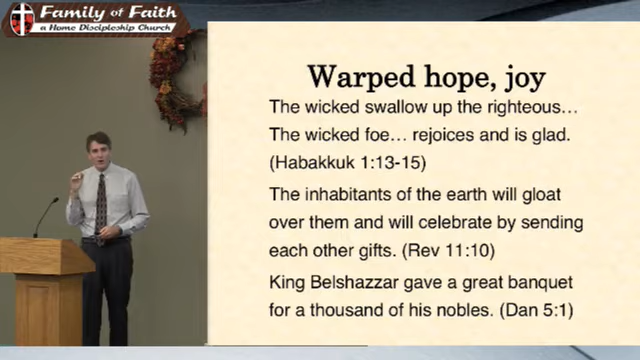 Family of Faith
a Home Discipleship Church
Warped hope, joy
The wicked swallow up the righteous…
The wicked foe… rejoices and is glad.
(Habakkuk 1:13-15)
The inhabitants of the earth will gloat
over them and will celebrate by sending
each other gifts. (Rev 11:10)
King Belshazzar gave a great banquet
for a thousand of his nobles. (Dan 5:1)